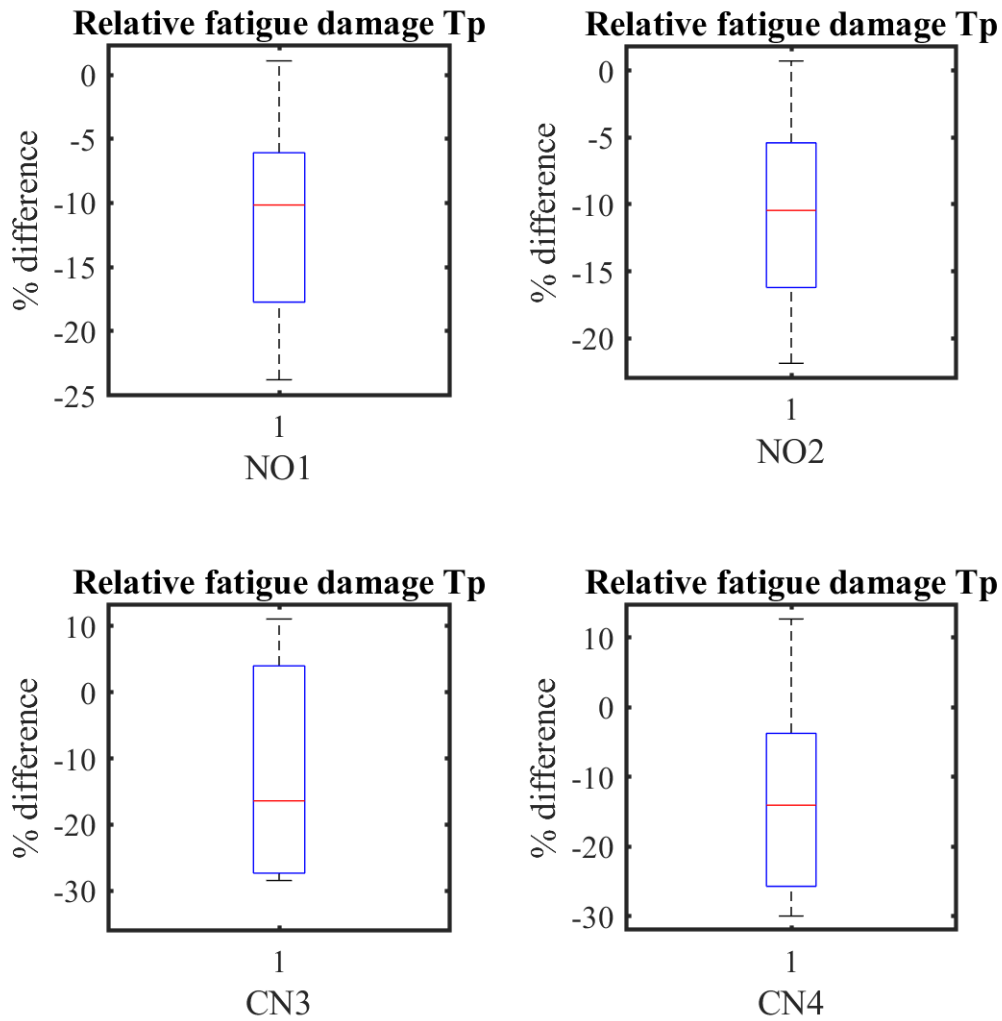 Relative fatigue damage Tp
% difference
0
-5
-10
-15
-20
-25
1
NO1
Relative fatigue damage Tp
% difference
0
-5
-10
-15
-20
1
NO2
Relative fatigue damage Tp
% difference
10
0
-10
-20
-30
1
CN3
Relative fatigue damage Tp
% difference
10
0
-10
-20
-30
1
CN4